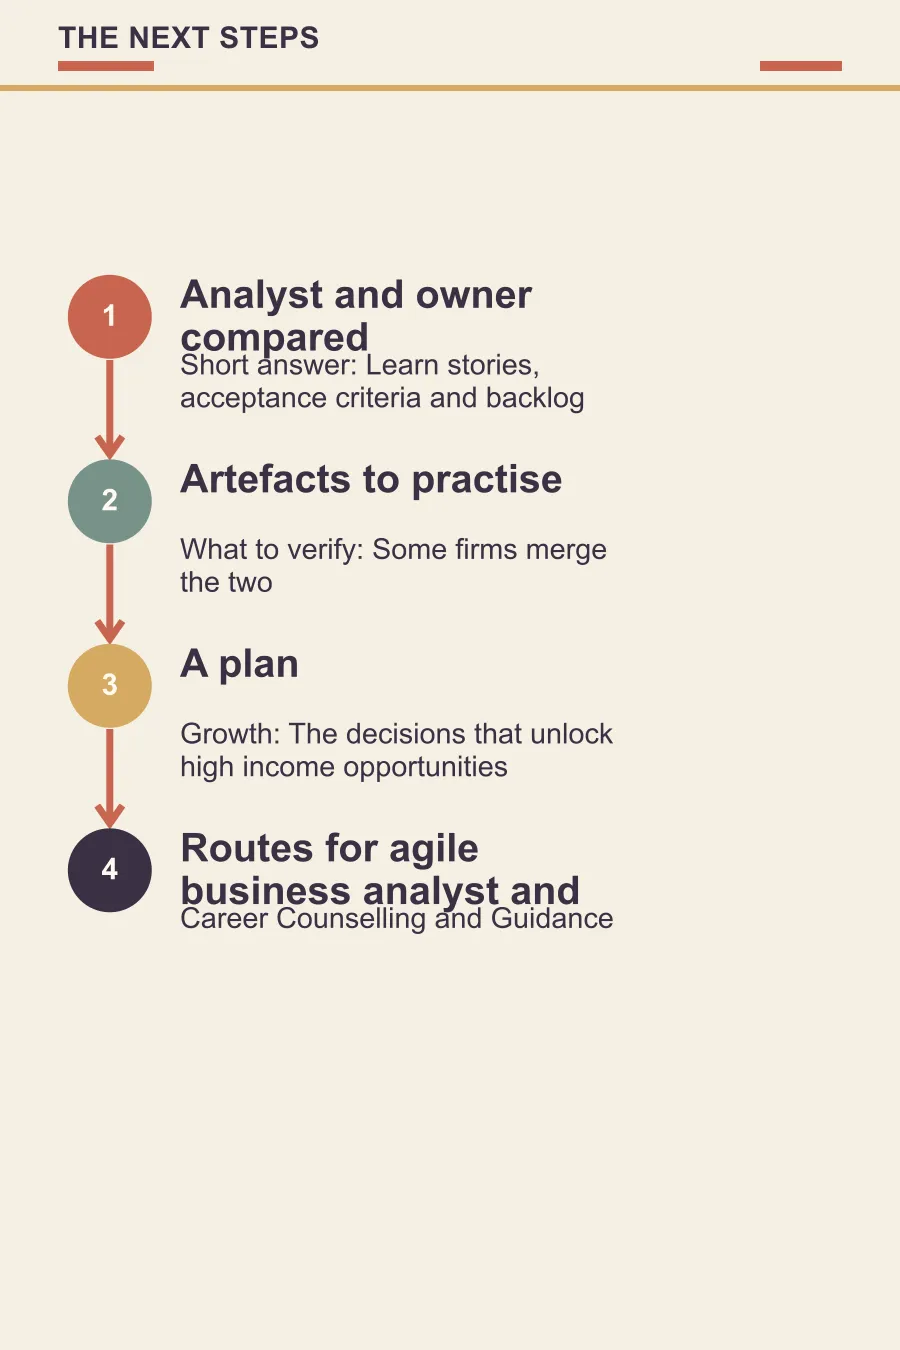 THE NEXT STEPS
1
Analyst and owner
compared
Short answer: Learn stories,
acceptance criteria and backlog
2
Artefacts to practise
What to verify: Some firms merge
the two
3
A plan
Growth: The decisions that unlock
high income opportunities
4
Routes for agile
business analyst and
Career Counselling and Guidance